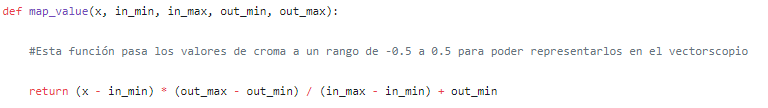 def map_value(x, in_min, in_max, out_min, out_max):
#Esta función pasa los valores de croma a un rango de -0.5 a 0.5 para poder representarlos en el vectorscopio
return (x - in_min) * (out_max - out_min) / (in_max - in_min) + out_min